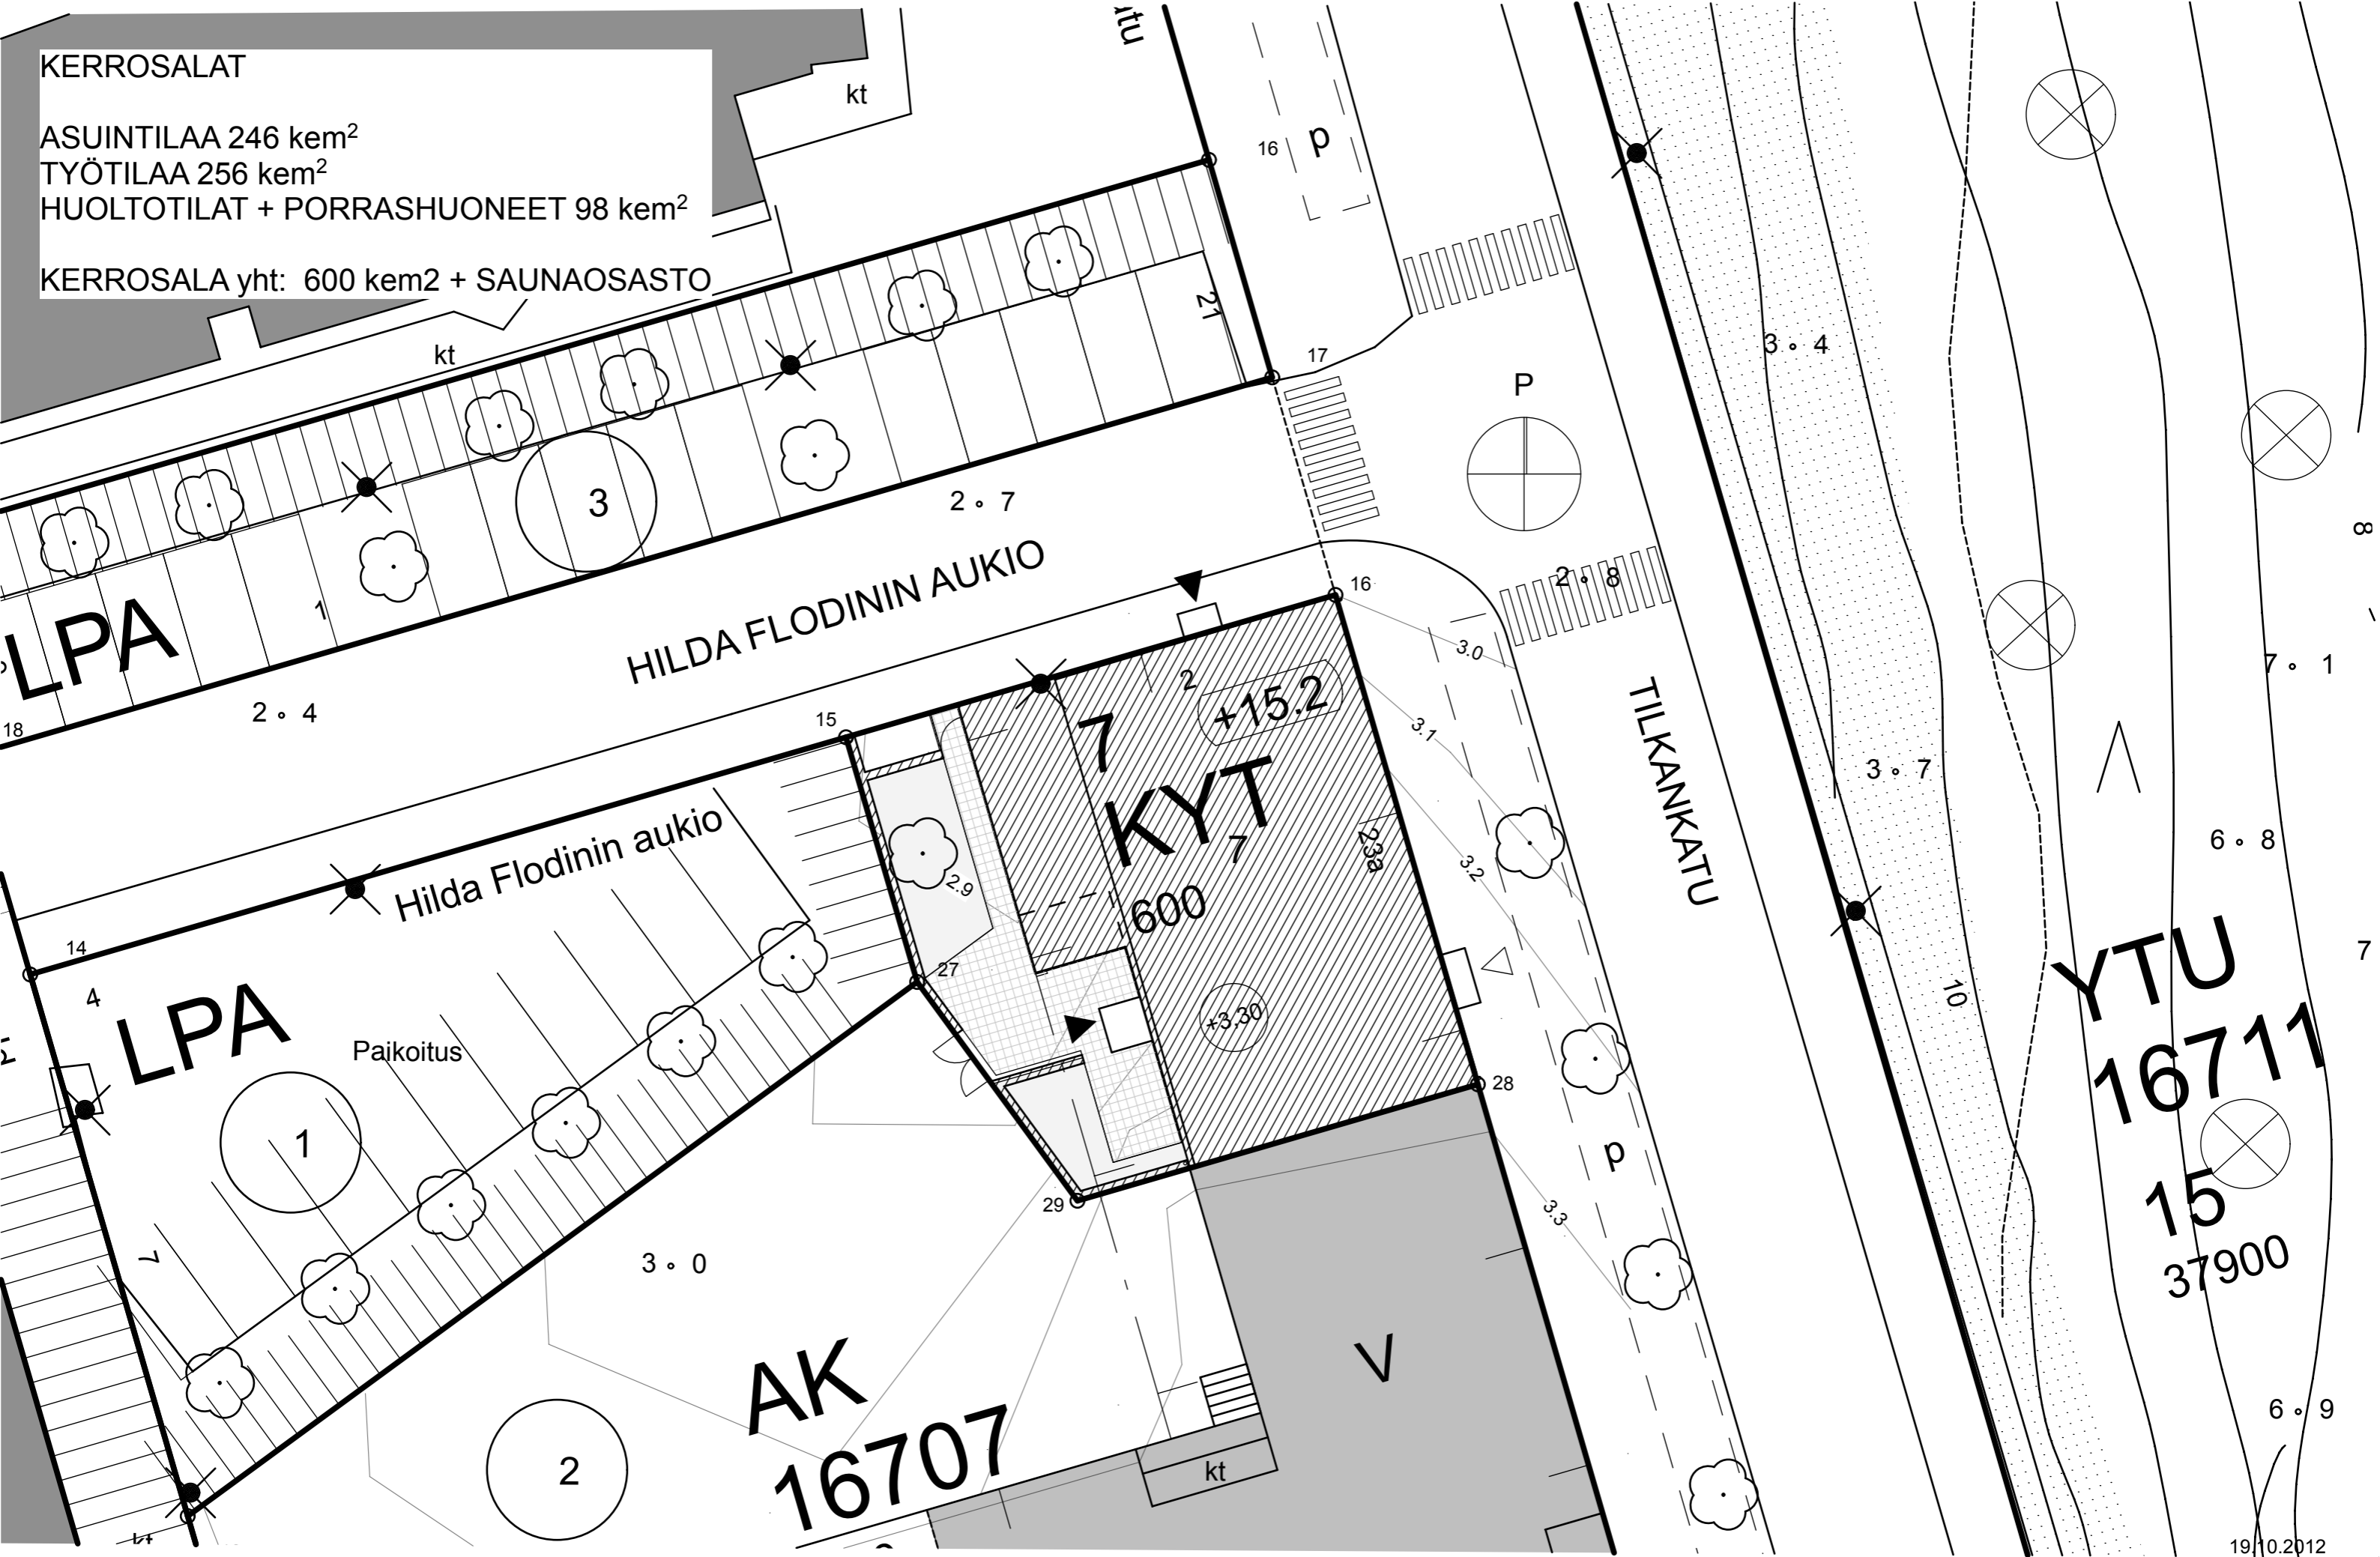 KERROSALAT
ASUINTILAA 246 kem²
TYÖTILAA 256 kem²
HUOLTOTILAT + PORRASHUONEET 98 kem²
KERROSALA yht: 600 kem2 + SAUNAOSASTO
kt
16
p
21
17
kt
P
3 ∘ 4
3
2 ∘ 7
8
HILDA FLODININ AUKIO
16
2 ∘ 8
1
LPA
3.0
7 ∘ 1
2
+15.2
18
2 ∘ 4
15
7
3.1
TILKANKATU
3 ∘ 7
Hilda Flodinin aukio
KYT
7
23a
3.2
6 ∘ 8
2.9
600
14
27
7
4
LPA
10
YTU
16711
Paikoitus
+3,30
28
1
p
15
29
3.3
37900
7
3 ∘ 0
V
AK
16707
6 ∘ 9
2
kt
kt
19.10.2012